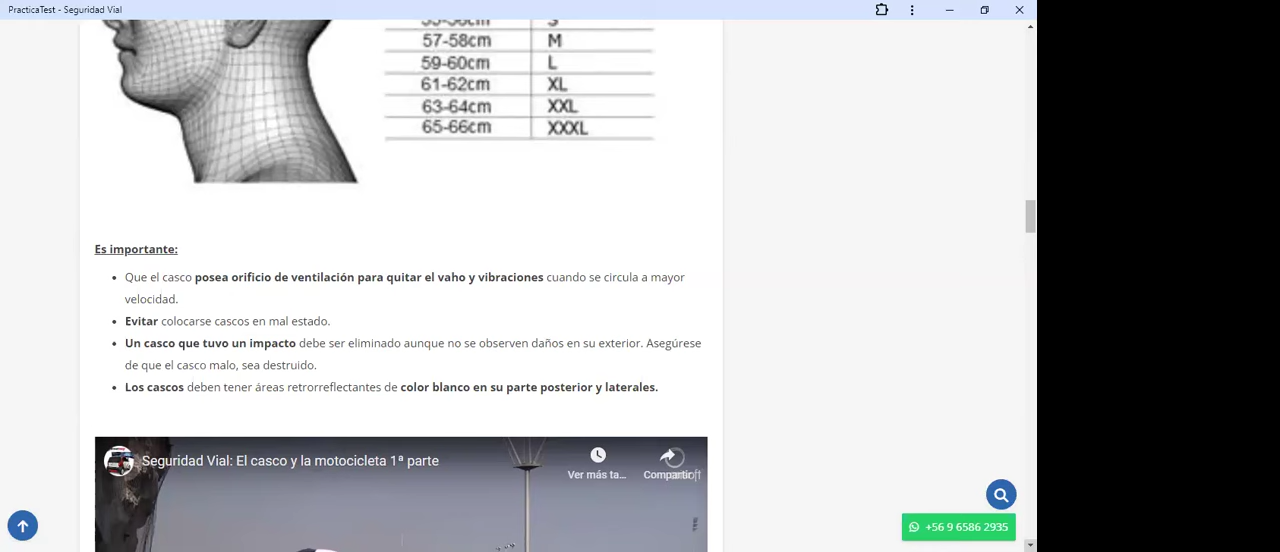 PracticaTest - Seguridad Vial
55-56cm S
57-58cm M
59-60cm L
61-62cm XL
63-64cm XXL
65-66cm XXXL
Es importante:
Que el casco posea orificio de ventilación para quitar el vaho y vibraciones cuando se circula a mayor
velocidad.
Evitar colocarse cascos en mal estado.
Un casco que tuvo un impacto debe ser eliminado aunque no se observen daños en su exterior. Asegúrese
de que el casco malo, sea destruido.
Los cascos deben tener áreas retrorreflectantes de color blanco en su parte posterior y laterales.
Seguridad Vial: El casco y la motocicleta 1ª parte
Ver más ta... Compartir
+56 9 6586 2935